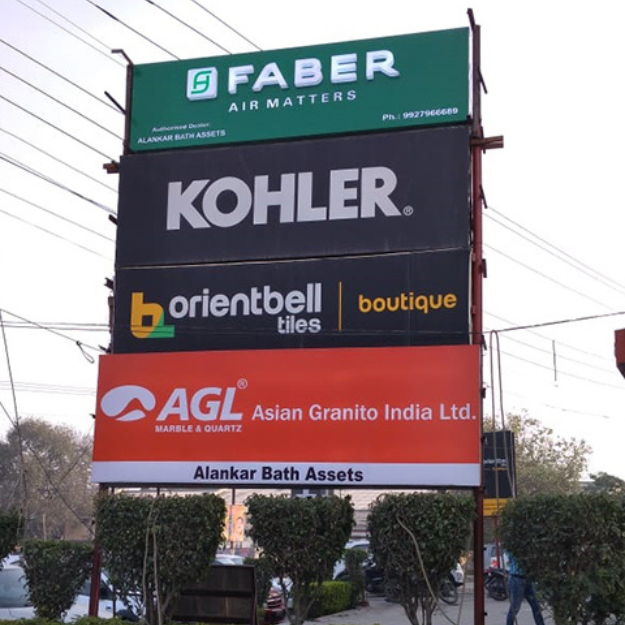 FABER
AIR MATTERS
Authorised Dealer:
ALANKAR BATH ASSETS
Ph.: 9927966689
KOHLER®
orientbell
tiles
boutique
AGL®
MARBLE & QUARTZ
Asian Granito India Ltd.
Alankar Bath Assets